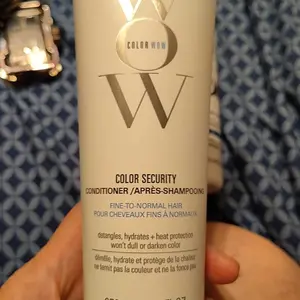 WOW
COLOR WOW
COLOR SECURITY
CONDITIONER / APRÈS-SHAMPOOING
FINE-TO-NORMAL HAIR
POUR CHEVEUX FINS À NORMAUX
detangles, hydrates + heat protection
won't dull or darken color
démêle, hydrate et protège de la chaleur
ne ternit pas la couleur et ne la fonce pas